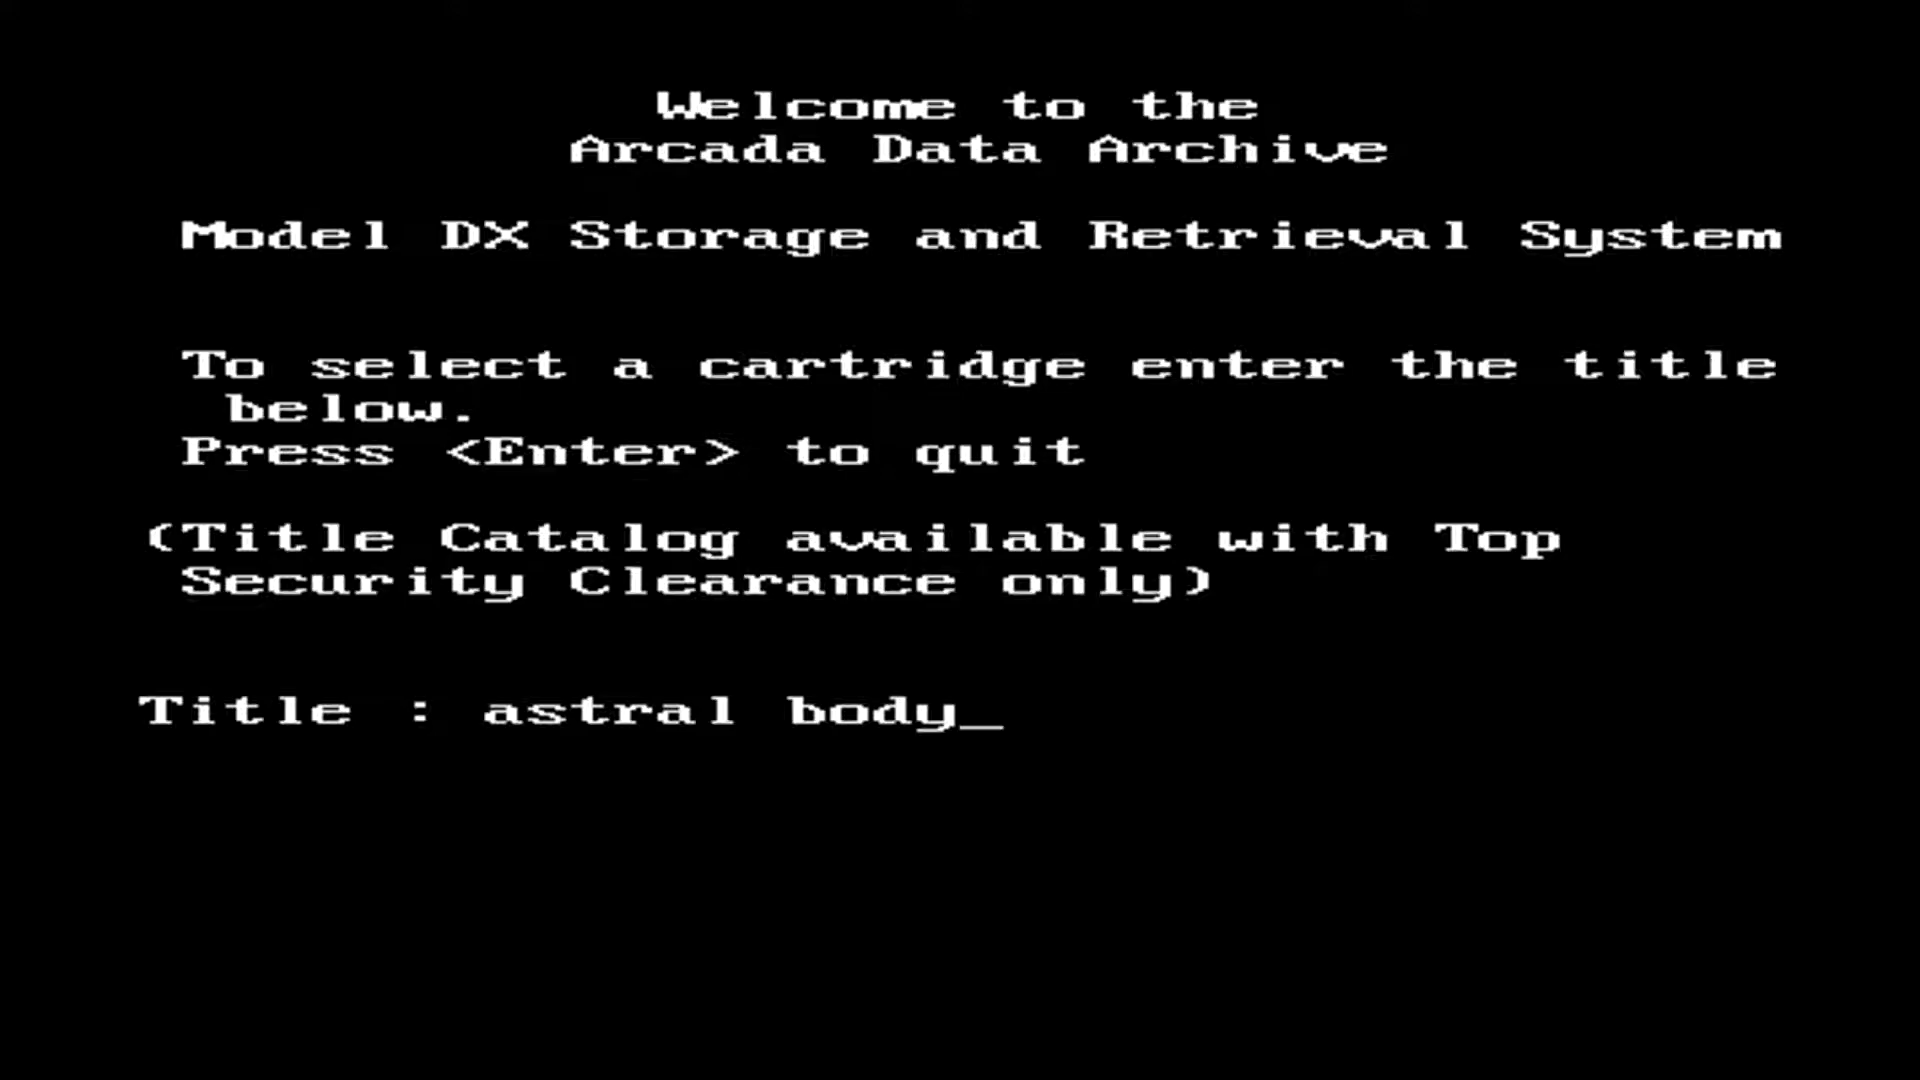 Welcome to the
Arcada Data Archive
Model DX Storage and Retrieval System
To select a cartridge enter the title
below.
Press <Enter> to quit
(Title Catalog available with Top
Security Clearance only)
Title : astral body_